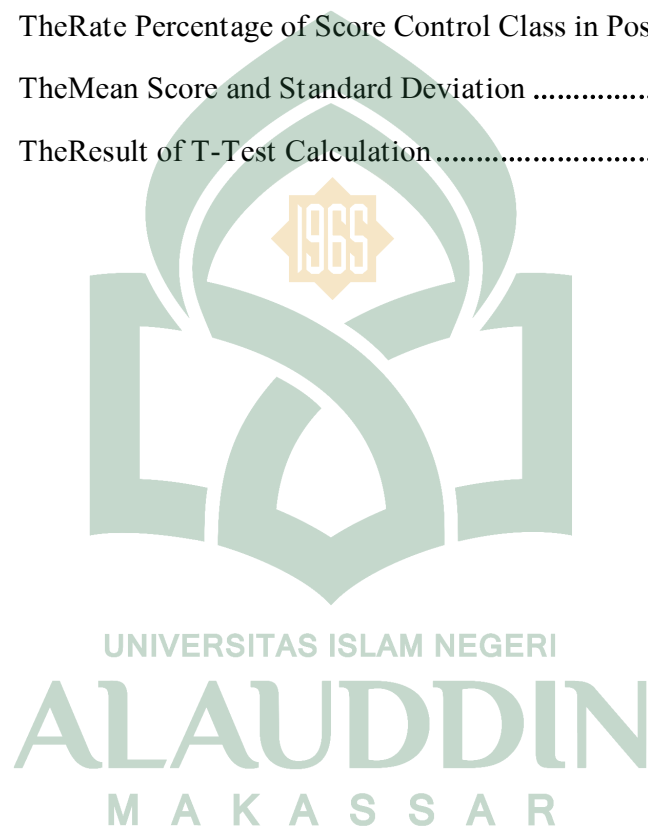 TheRate Percentage of Score Control Class in Pos
TheMean Score and Standard Deviation ...............
TheResult of T-Test Calculation...........................
1965
UNIVERSITAS ISLAM NEGERI
ALAUDDIN
MAKASSAR